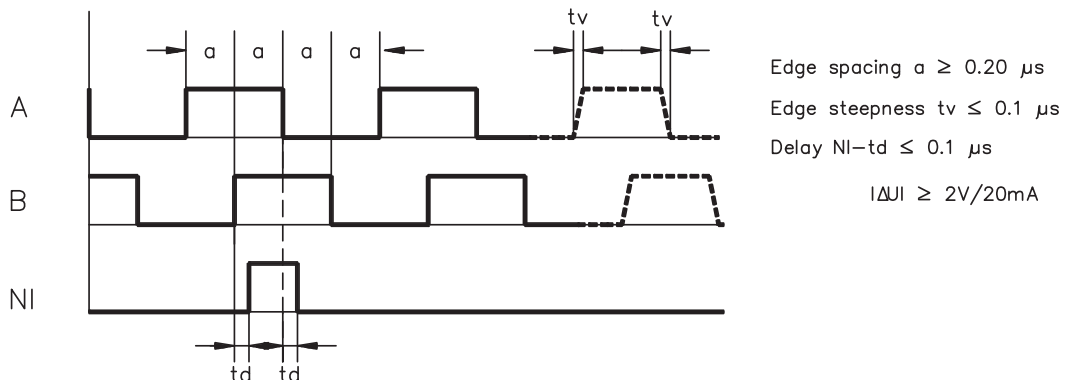 tv tv
a a a a
A
Edge spacing a ≥ 0.20 µs
Edge steepness tv ≤ 0.1 µs
Delay NI-td ≤ 0.1 µs
B
|ΔU| ≥ 2V/20mA
NI
td td